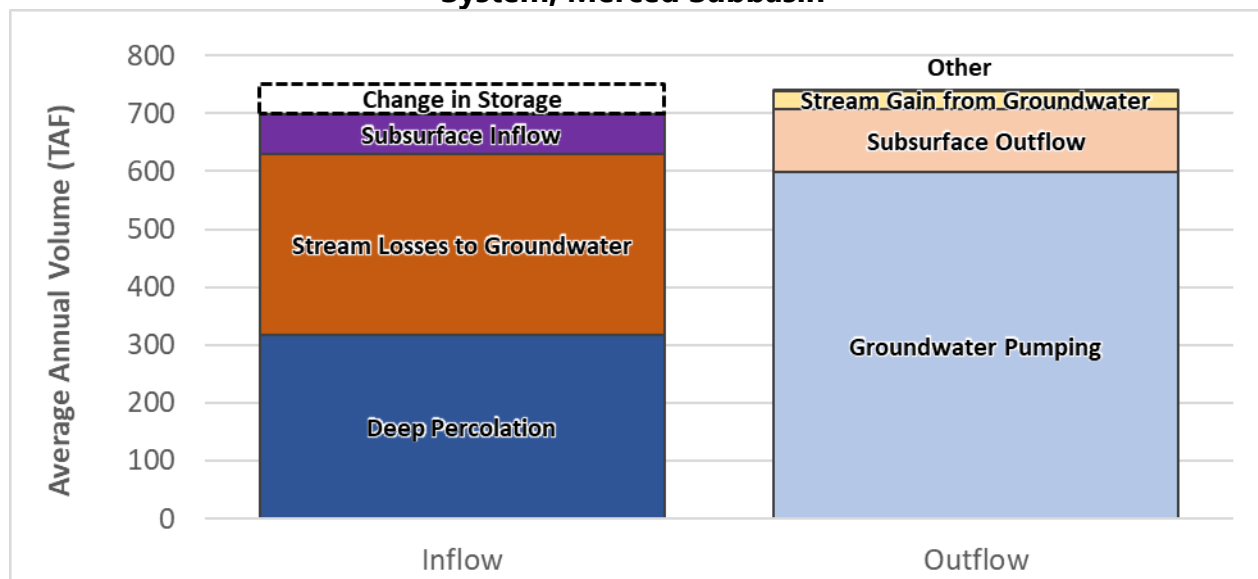 System, Merced Subbasin
Average Annual Volume (TAF)
800
700
600
500
400
300
200
100
0
Change in Storage
Subsurface Inflow
Stream Losses to Groundwater
Deep Percolation
Other
Stream Gain from Groundwater
Subsurface Outflow
Groundwater Pumping
Inflow
Outflow